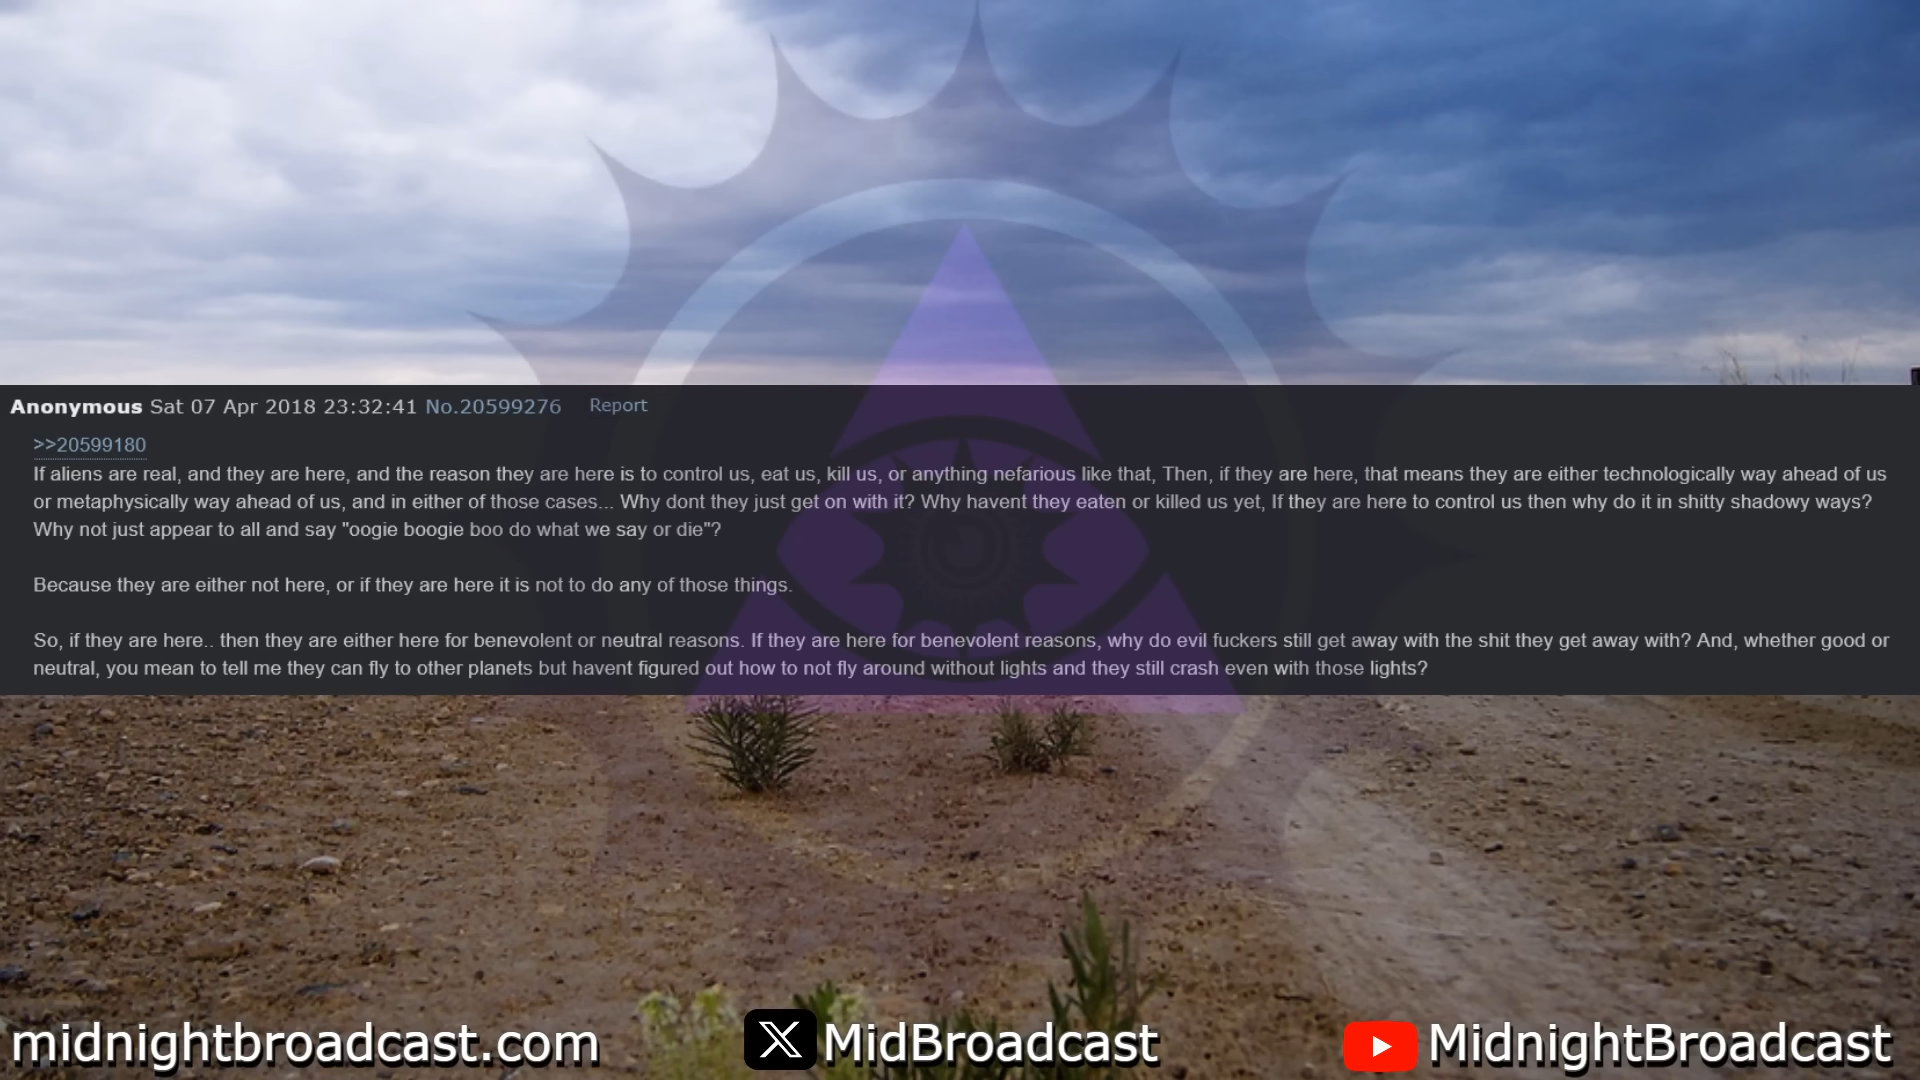 Anonymous Sat 07 Apr 2018 23:32:41 No.20599276 Report
>>20599180
If aliens are real, and they are here, and the reason they are here is to control us, eat us, kill us, or anything nefarious like that, Then, if they are here, that means they are either technologically way ahead of us
or metaphysically way ahead of us, and in either of those cases... Why dont they just get on with it? Why havent they eaten or killed us yet, If they are here to control us then why do it in shitty shadowy ways?
Why not just appear to all and say "oogie boogie boo do what we say or die"?
Because they are either not here, or if they are here it is not to do any of those things.
So, if they are here.. then they are either here for benevolent or neutral reasons. If they are here for benevolent reasons, why do evil fuckers still get away with the shit they get away with? And, whether good or
neutral, you mean to tell me they can fly to other planets but havent figured out how to not fly around without lights and they still crash even with those lights?
midnightbroadcast.com MidBroadcast MidnightBroadcast